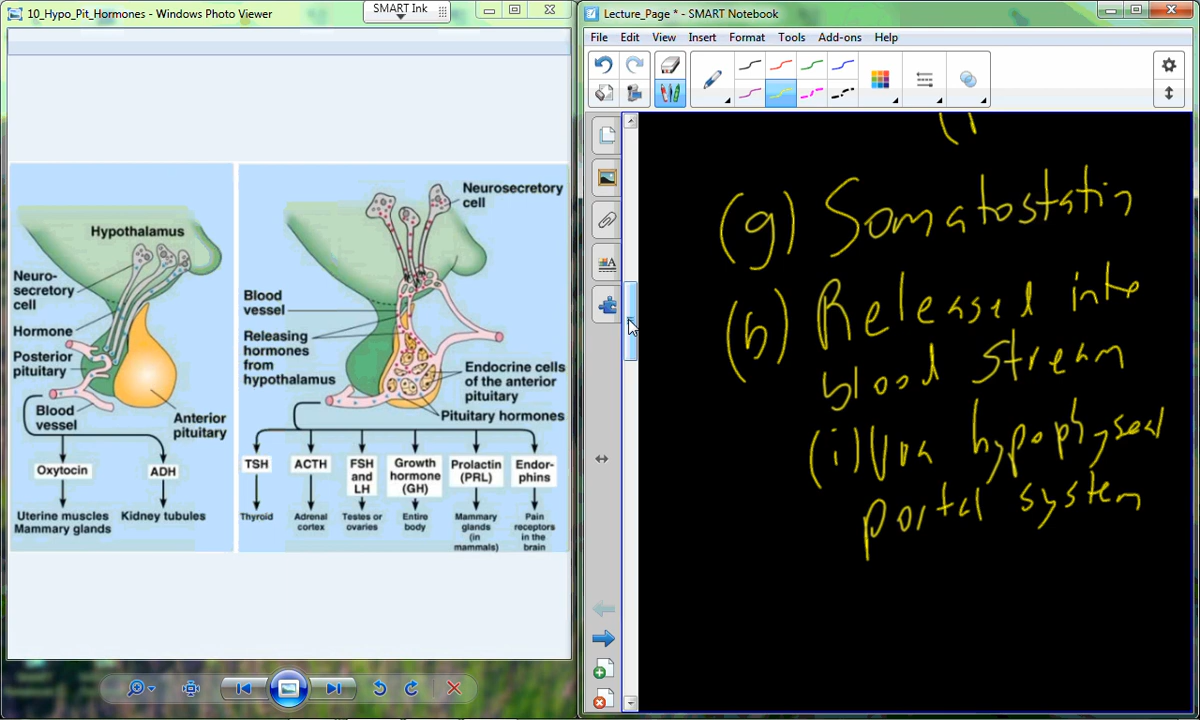 10_Hypo_Pit_Hormones - Windows Photo Viewer
SMART Ink
Hypothalamus
Neuro-
secretory
cell
Hormone
Posterior
pituitary
Blood
vessel
Anterior
pituitary
Oxytocin
ADH
Uterine muscles
Mammary glands
Kidney tubules
Neurosecretory
cell
Blood
vessel
Releasing
hormones
from
hypothalamus
Endocrine cells
of the anterior
pituitary
Pituitary hormones
TSH
ACTH
FSH
and
LH
Growth
hormone
(GH)
Prolactin
(PRL)
Endor-
phins
Thyroid
Adrenal
cortex
Testes or
ovaries
Entire
body
Mammary
glands
(in
mammals)
Pain
receptors
in the
brain
Lecture_Page * - SMART Notebook
File Edit View Insert Format Tools Add-ons Help
(g) Somatostatin
(b) Released into
blood stream
(i) Via hypophyseal
portal system